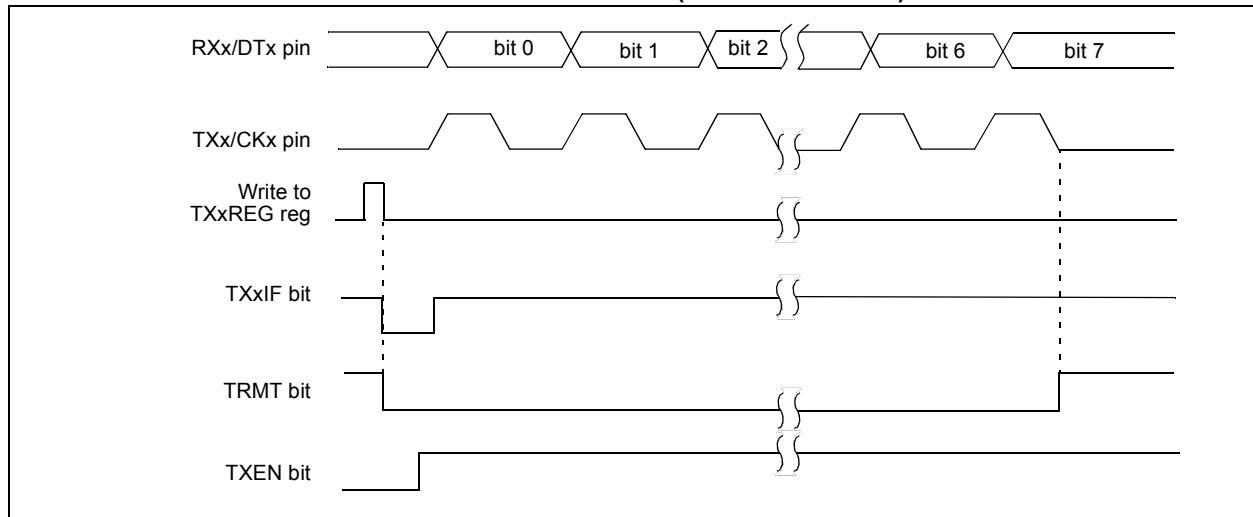 RXx/DTx pin
bit 0
bit 1
bit 2
bit 6
bit 7
TXx/CKx pin
Write to
TXxREG reg
TXxIF bit
TRMT bit
TXEN bit